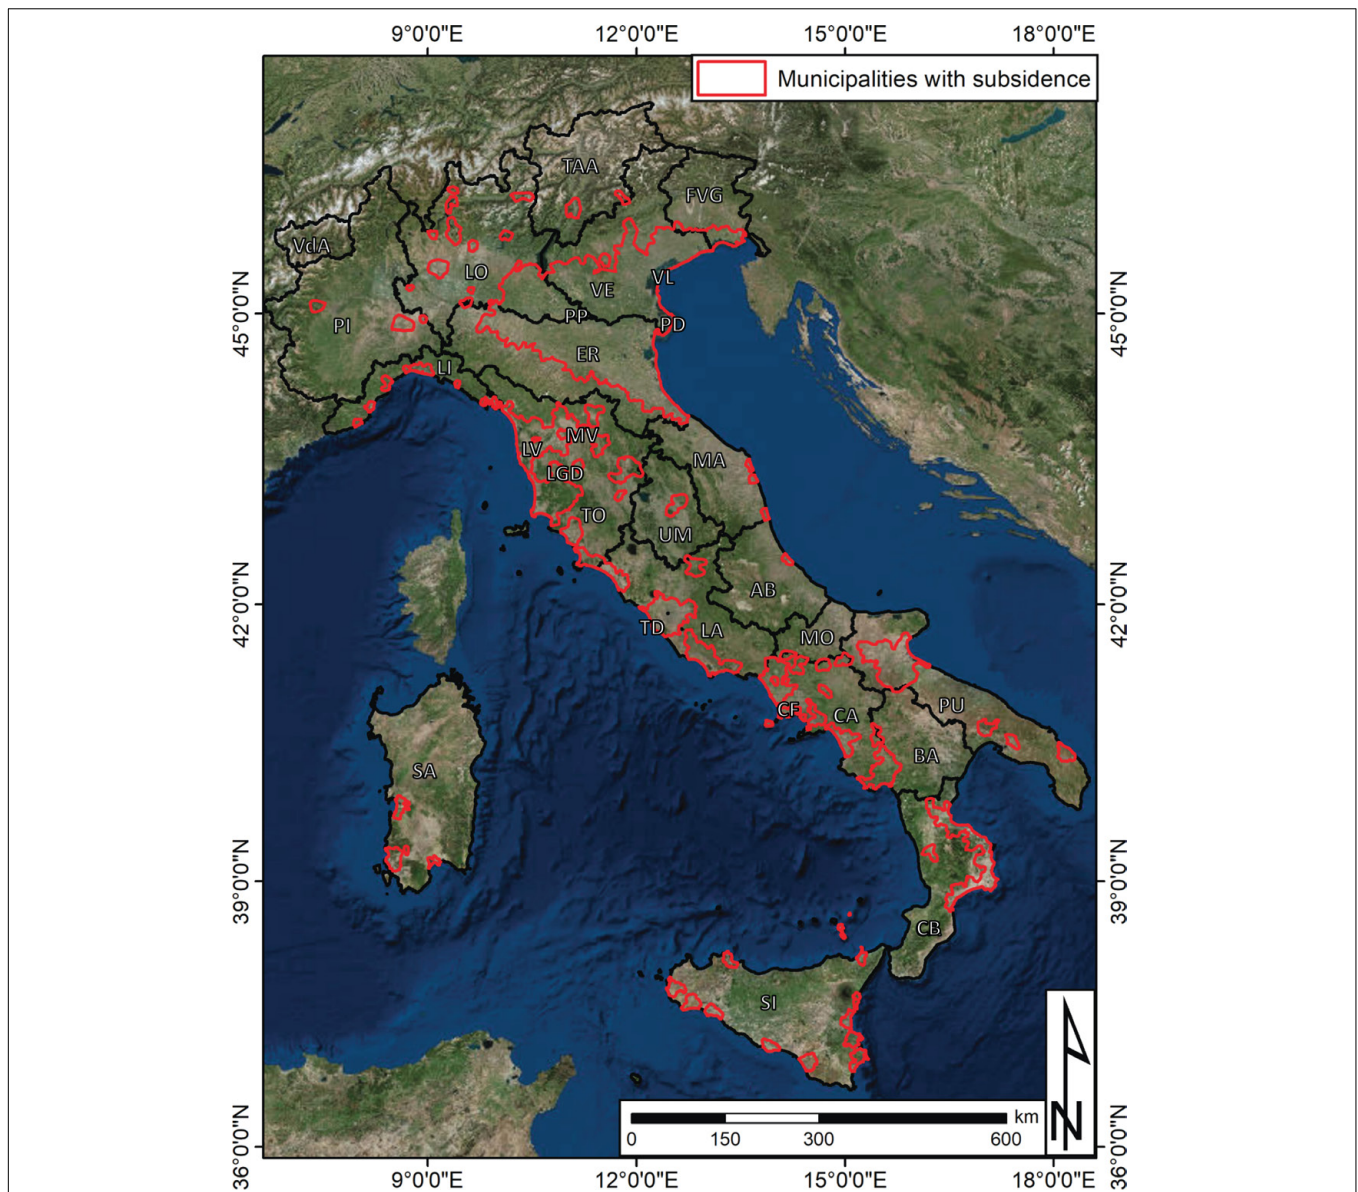 9°0'0"E 12°0'0"E 15°0'0"E 18°0'0"E
Municipalities with subsidence
TAA
FVG
VdA
LO
VL
VE
45°0'0"N
45°0'0"N
PI
PP
PD
ER
LI
MV
LV
MA
LGD
TO
UM
AB
42°0'0"N
42°0'0"N
TD
LA
MO
PU
CF
CA
BA
SA
39°0'0"N
39°0'0"N
CB
SI
N
km
0 150 300 600
36°0'0"N
36°0'0"N
9°0'0"E 12°0'0"E 15°0'0"E 18°0'0"E